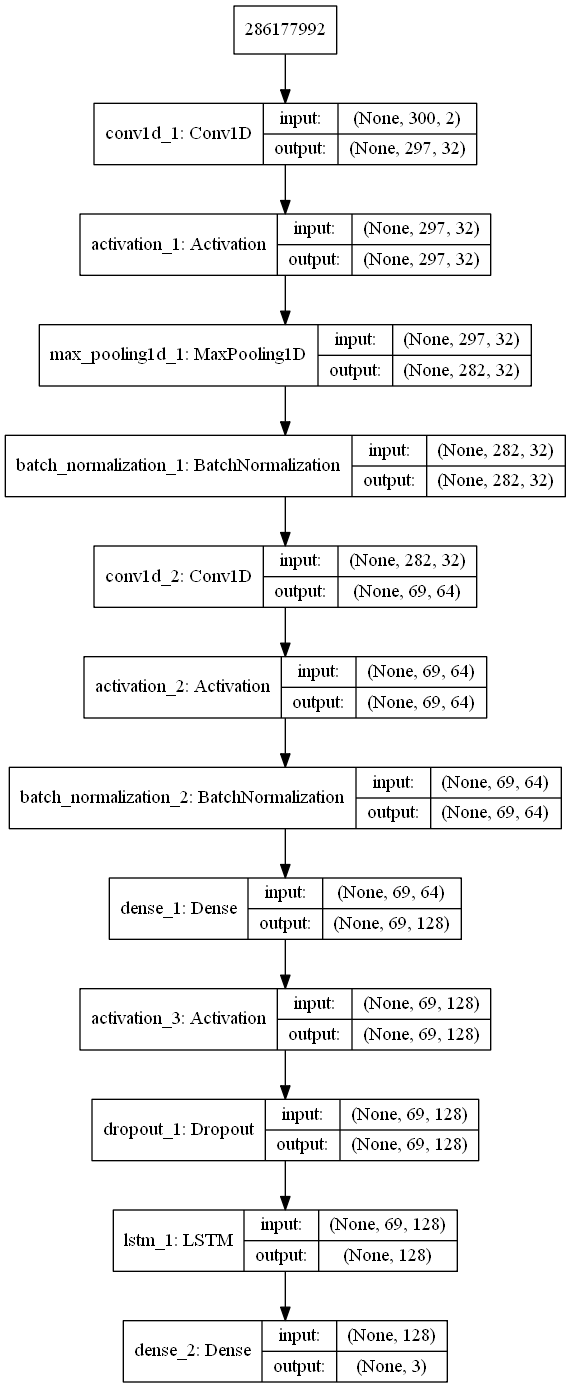 286177992
conv1d_1: Conv1D
input: (None, 300, 2)
output: (None, 297, 32)
activation_1: Activation
input: (None, 297, 32)
output: (None, 297, 32)
max_pooling1d_1: MaxPooling1D
input: (None, 297, 32)
output: (None, 282, 32)
batch_normalization_1: BatchNormalization
input: (None, 282, 32)
output: (None, 282, 32)
conv1d_2: Conv1D
input: (None, 282, 32)
output: (None, 69, 64)
activation_2: Activation
input: (None, 69, 64)
output: (None, 69, 64)
batch_normalization_2: BatchNormalization
input: (None, 69, 64)
output: (None, 69, 64)
dense_1: Dense
input: (None, 69, 64)
output: (None, 69, 128)
activation_3: Activation
input: (None, 69, 128)
output: (None, 69, 128)
dropout_1: Dropout
input: (None, 69, 128)
output: (None, 69, 128)
lstm_1: LSTM
input: (None, 69, 128)
output: (None, 128)
dense_2: Dense
input: (None, 128)
output: (None, 3)